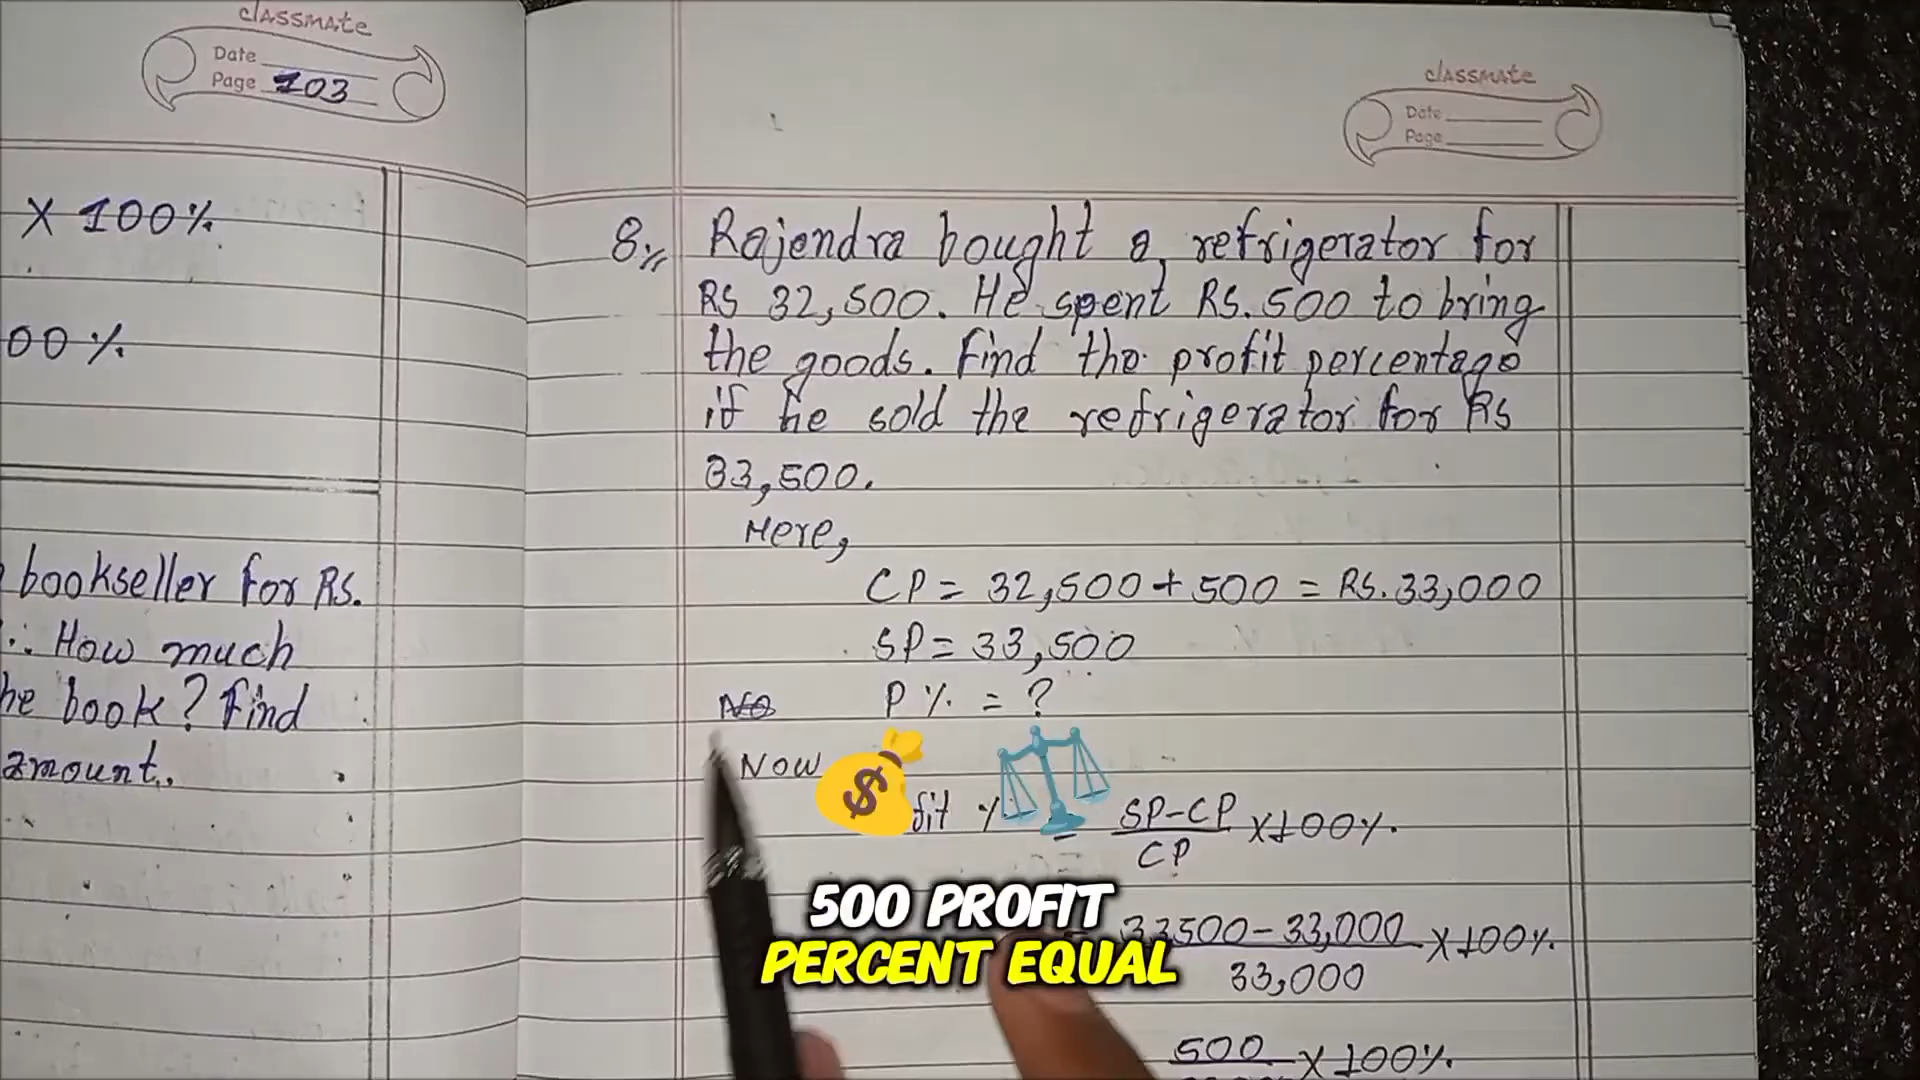 classmate
Date
Page 103
X 100%
00 %
bookseller for Rs.
How much
he book? Find
amount.
classmate
Date
Page
8. Rajendra bought a refrigerator for
Rs 32,500. He spent Rs. 500 to bring
the goods. Find the profit percentage
if he sold the refrigerator for Rs
33,500.
Here,
CP = 32,500 + 500 = Rs. 33,000
SP = 33,500
P % = ?
Now
fit % = SP-CP
CP
X 100%.
33500 - 33,000
33,000
X 100%.
500 X 100%.
500 PROFIT
PERCENT EQUAL